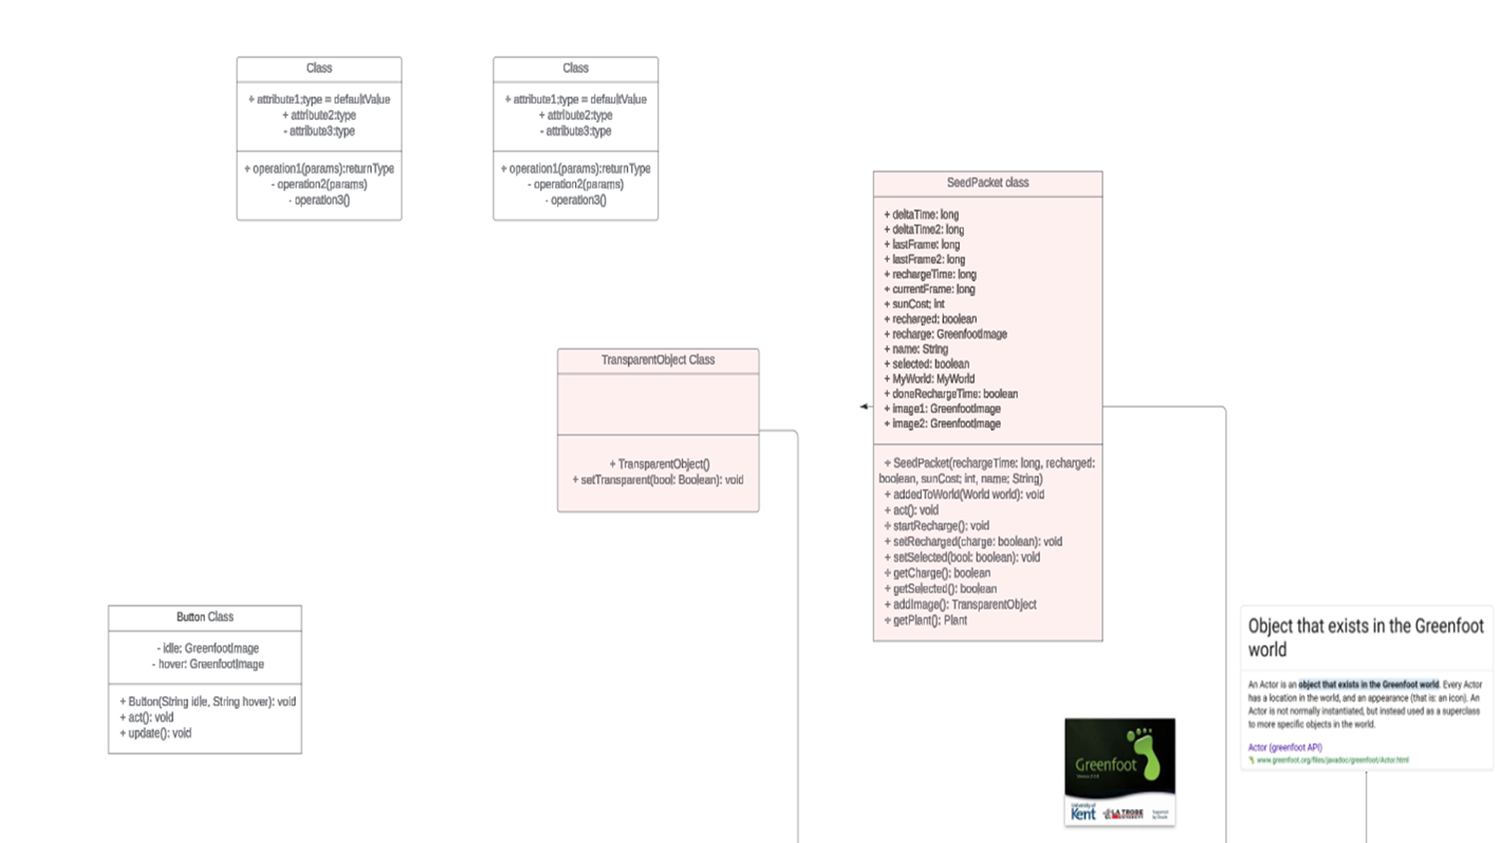 Class
+ attribute1:type = defaultValue
+ attribute2:type
- attribute3:type
+ operation1(params):returnType
- operation2(params)
- operation3()
Class
+ attribute1:type = defaultValue
+ attribute2:type
- attribute3:type
+ operation1(params):returnType
- operation2(params)
- operation3()
SeedPacket class
+ deltaTime: long
+ deltaTime2: long
+ lastFrame: long
+ lastFrame2: long
+ rechargeTime: long
+ currentFrame: long
+ sunCost: int
+ recharged: boolean
+ recharge: GreenfootImage
+ name: String
+ selected: boolean
+ MyWorld: MyWorld
+ doneRechargeTime: boolean
+ image1: GreenfootImage
+ image2: GreenfootImage
+ SeedPacket(rechargeTime: long, recharged:
boolean, sunCost: int, name: String)
+ addedToWorld(World world): void
+ act(): void
+ startRecharge(): void
+ setRecharged(charge: boolean): void
+ setSelected(bool: boolean): void
+ getCharge(): boolean
+ getSelected(): boolean
+ addImage(): TransparentObject
+ getPlant(): Plant
TransparentObject Class
+ TransparentObject()
+ setTransparent(bool: Boolean): void
Button Class
- idle: GreenfootImage
- hover: GreenfootImage
+ Button(String idle, String hover): void
+ act(): void
+ update(): void
Object that exists in the Greenfoot
world
An Actor is an object that exists in the Greenfoot world. Every Actor
has a location in the world, and an appearance (that is: an icon). An
Actor is not normally instantiated, but instead used as a superclass
to more specific objects in the world.
Actor (greenfoot API)
www.greenfoot.org/files/javadoc/greenfoot/Actor.html
Greenfoot
University of
Kent
LA TROBE
UNIVERSITY
Supported
by Oracle